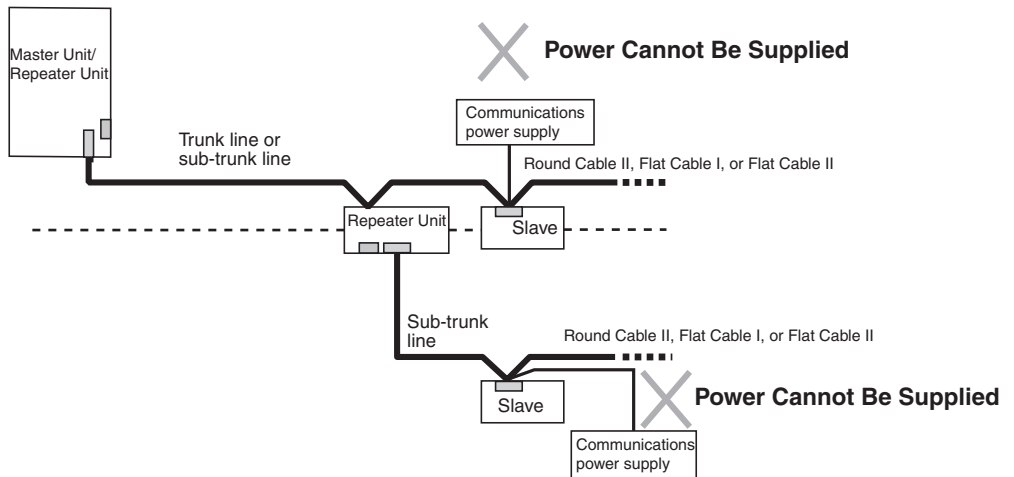 Master Unit/
Repeater Unit
Power Cannot Be Supplied
Communications
power supply
Trunk line or
sub-trunk line
Round Cable II, Flat Cable I, or Flat Cable II
Repeater Unit
Slave
Sub-trunk
line
Round Cable II, Flat Cable I, or Flat Cable II
Slave
Power Cannot Be Supplied
Communications
power supply